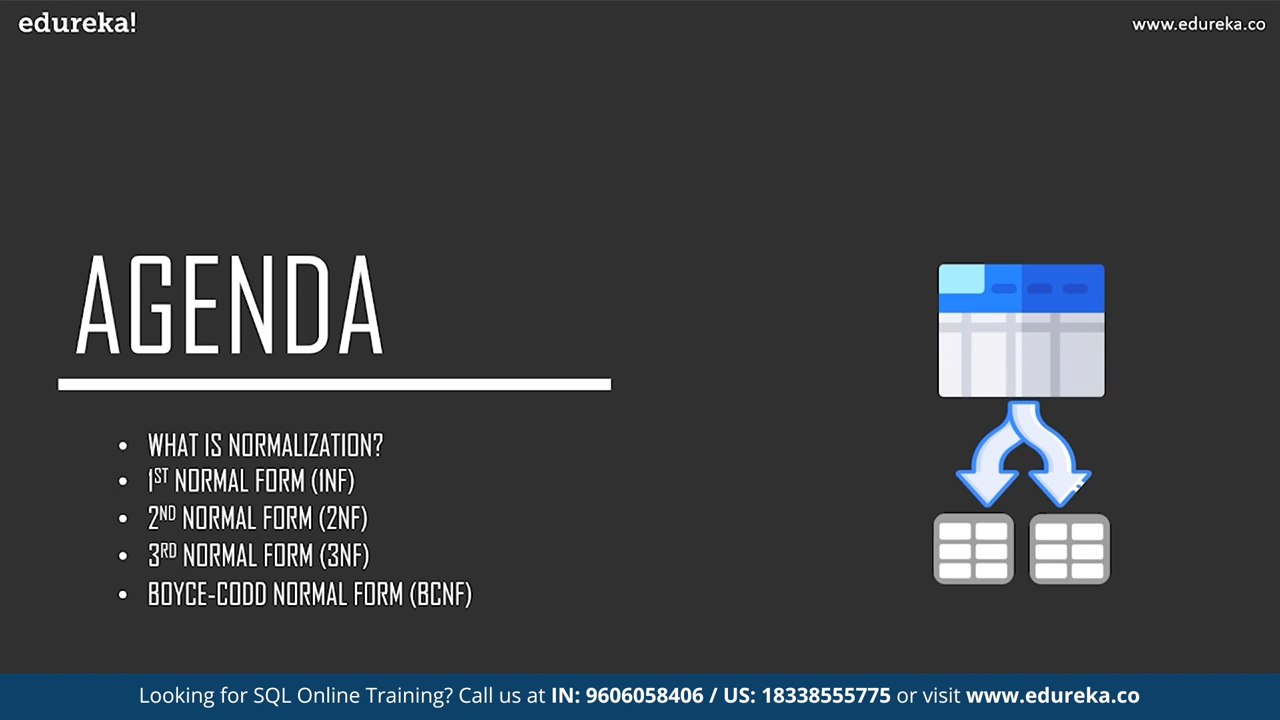 edureka!
www.edureka.co
AGENDA
• WHAT IS NORMALIZATION?
• 1ST NORMAL FORM (1NF)
• 2ND NORMAL FORM (2NF)
• 3RD NORMAL FORM (3NF)
• BOYCE-CODD NORMAL FORM (BCNF)
Looking for SQL Online Training? Call us at IN: 9606058406 / US: 18338555775 or visit www.edureka.co